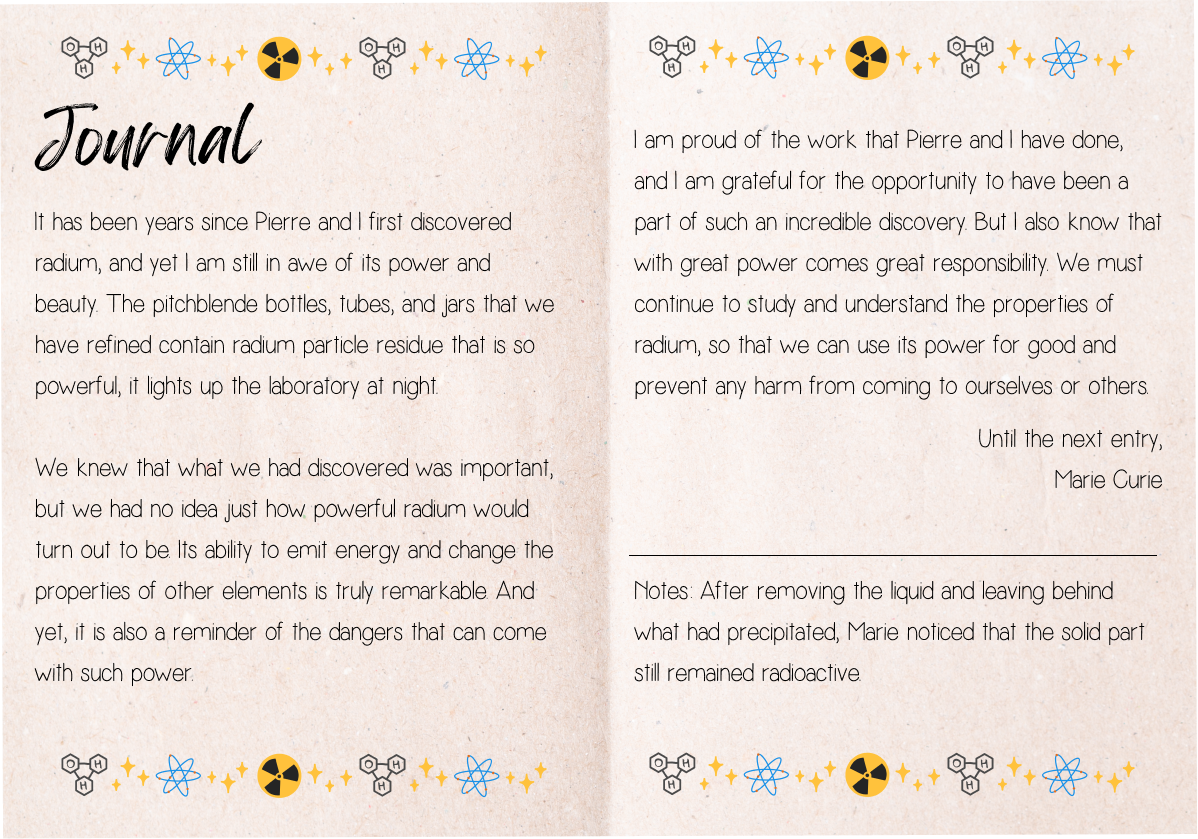 Journal
It has been years since Pierre and I first discovered
radium, and yet I am still in awe of its power and
beauty. The pitchblende bottles, tubes, and jars that we
have refined contain radium particle residue that is so
powerful, it lights up the laboratory at night.
We knew that what we had discovered was important,
but we had no idea just how powerful radium would
turn out to be. Its ability to emit energy and change the
properties of other elements is truly remarkable. And
yet, it is also a reminder of the dangers that can come
with such power.
I am proud of the work that Pierre and I have done,
and I am grateful for the opportunity to have been a
part of such an incredible discovery. But I also know that
with great power comes great responsibility. We must
continue to study and understand the properties of
radium, so that we can use its power for good and
prevent any harm from coming to ourselves or others.
Until the next entry,
Marie Curie
Notes: After removing the liquid and leaving behind
what had precipitated, Marie noticed that the solid part
still remained radioactive.